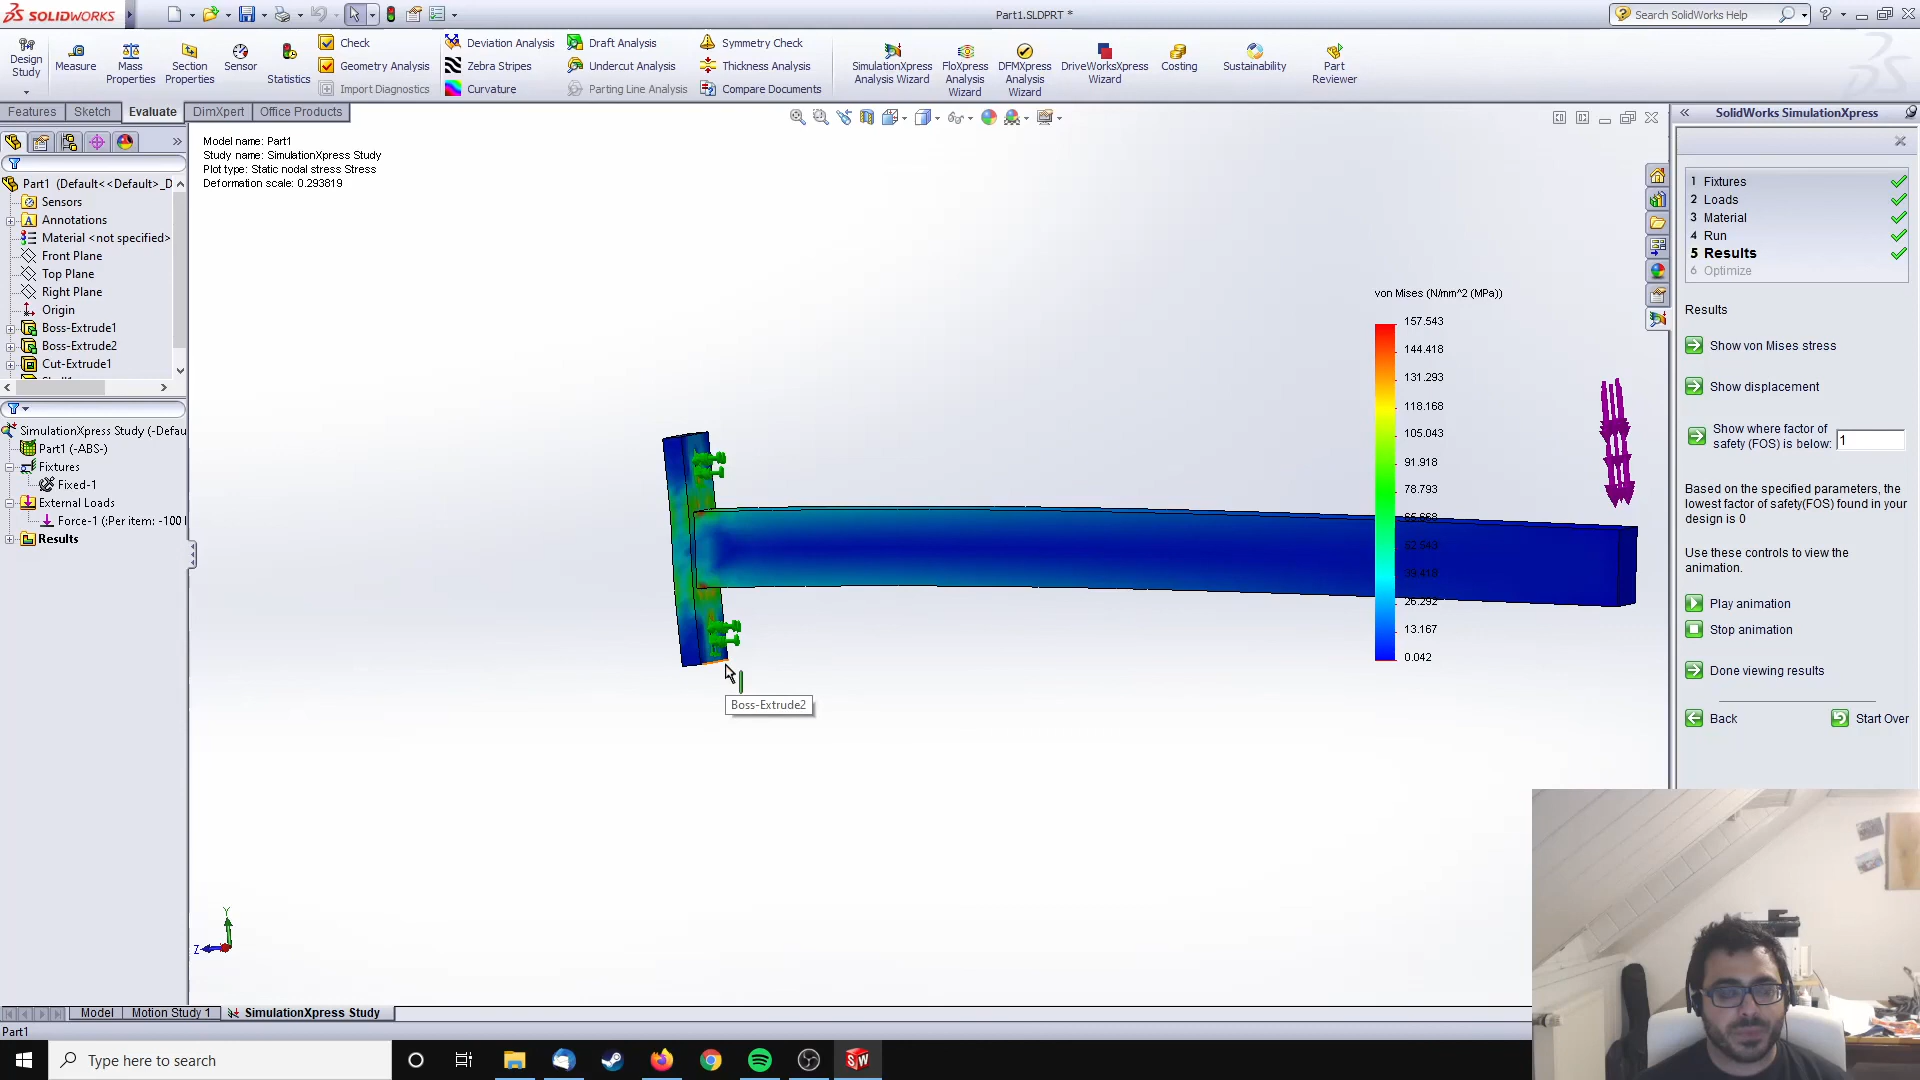 SOLIDWORKS
Part1.SLDPRT *
Search SolidWorks Help
Design Study
Measure
Mass Properties
Section Properties
Sensor
Statistics
Check
Geometry Analysis
Import Diagnostics
Deviation Analysis
Zebra Stripes
Curvature
Draft Analysis
Undercut Analysis
Parting Line Analysis
Symmetry Check
Thickness Analysis
Compare Documents
SimulationXpress Analysis Wizard
FloXpress Analysis Wizard
DFMXpress Analysis Wizard
DriveWorksXpress Wizard
Costing
Sustainability
Part Reviewer
Features
Sketch
Evaluate
DimXpert
Office Products
Part1 (Default<<Default>_D
Sensors
Annotations
Material <not specified>
Front Plane
Top Plane
Right Plane
Origin
Boss-Extrude1
Boss-Extrude2
Cut-Extrude1
SimulationXpress Study (-Defau
Part1 (-ABS-)
Fixtures
Fixed-1
External Loads
Force-1 (:Per item: -100 
Results
Model name: Part1
Study name: SimulationXpress Study
Plot type: Static nodal stress Stress
Deformation scale: 0.293819
von Mises (N/mm^2 (MPa))
157.543
144.418
131.293
118.168
105.043
91.918
78.793
65.668
52.543
39.418
26.292
13.167
0.042
Boss-Extrude2
Y
Z
SolidWorks SimulationXpress
1 Fixtures
2 Loads
3 Material
4 Run
5 Results
6 Optimize
Results
Show von Mises stress
Show displacement
Show where factor of
safety (FOS) is below: 1
Based on the specified parameters, the
lowest factor of safety(FOS) found in your
design is 0
Use these controls to view the
animation.
Play animation
Stop animation
Done viewing results
Back
Start Over
Model
Motion Study 1
SimulationXpress Study
Part1
Type here to search
SW